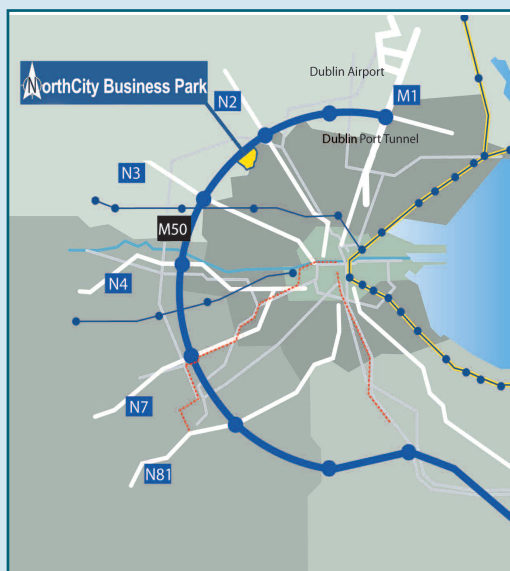 Dublin Airport
NorthCity Business Park
M1
N2
Dublin Port Tunnel
N3
M50
N4
N7
N81